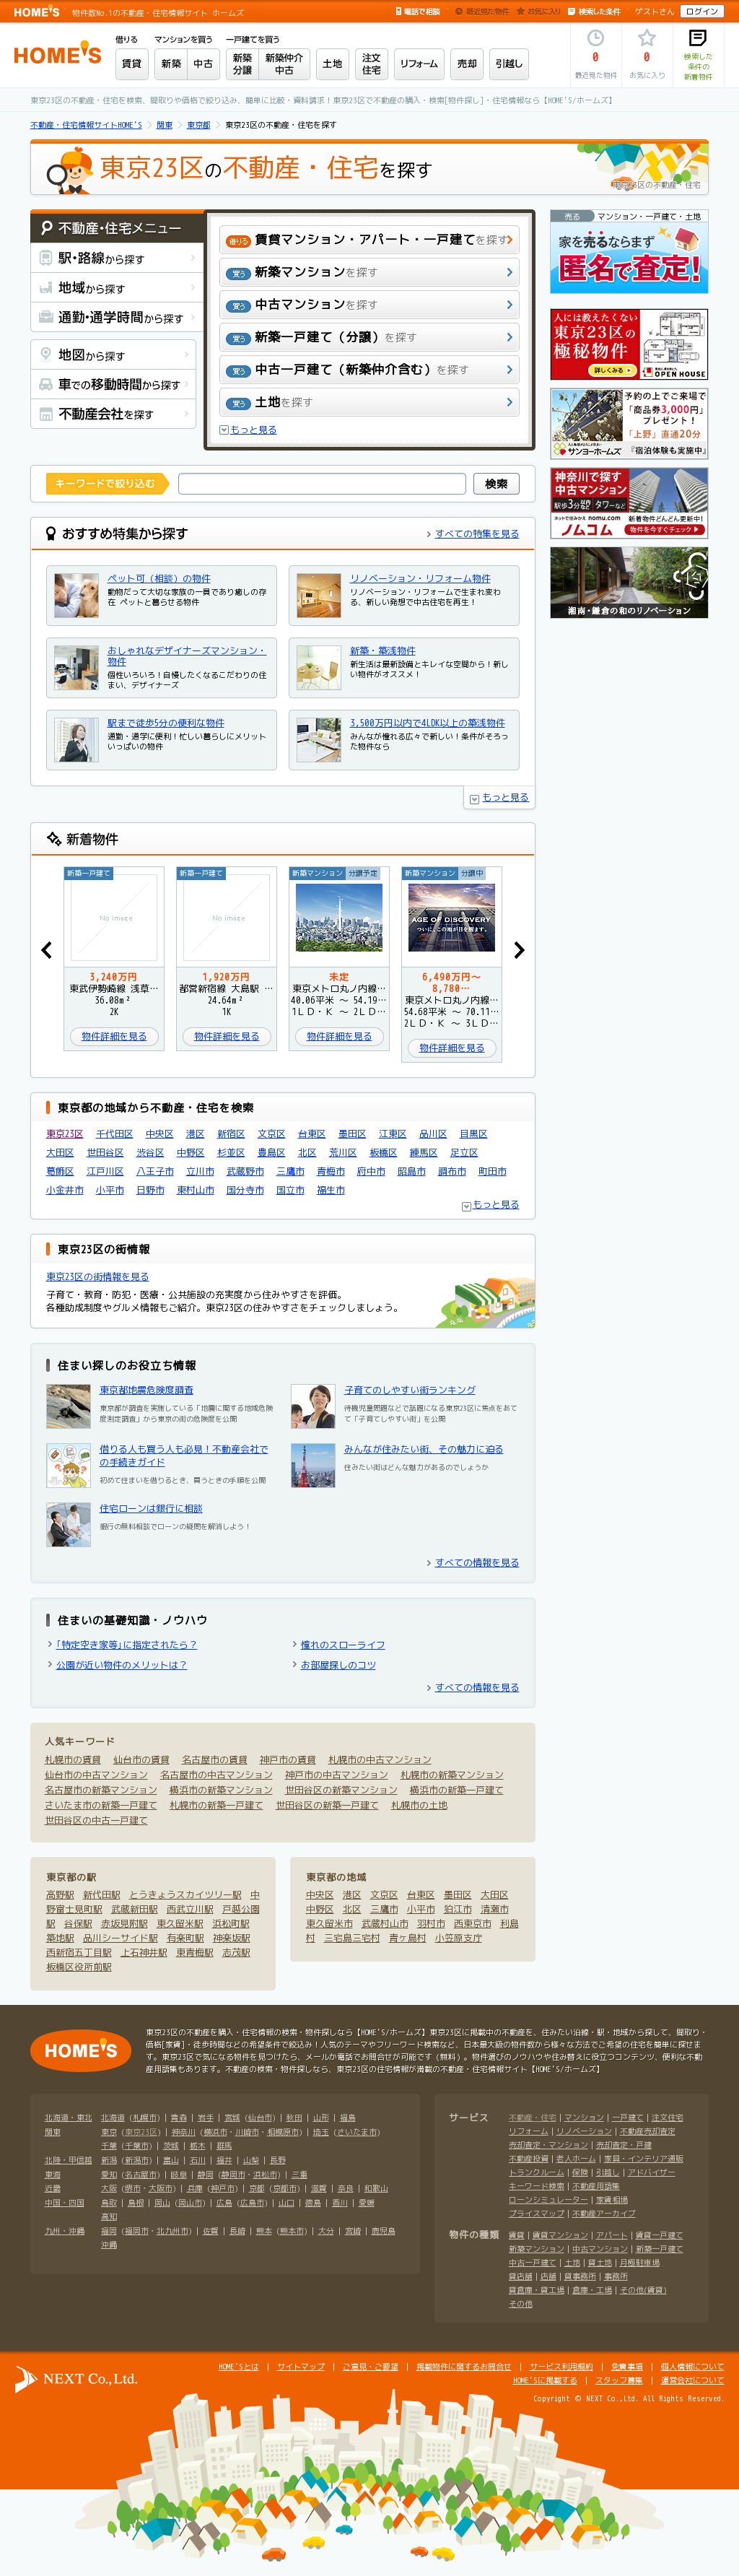 HOME'S 物件数No.1の不動産・住宅情報サイト ホームズ
電話で相談 最近見た物件 お気に入り 検索した条件 ゲストさん ログイン
HOME'S
借りる マンションを買う 一戸建てを買う
賃貸 新築 中古 新築分譲 新築仲介中古 土地 注文住宅 リフォーム 売却 引越し
0 最近見た物件
0 お気に入り
検索した条件の新着物件
東京23区の不動産・住宅を検索、間取りや価格で絞り込み、簡単に比較・資料請求！東京23区で不動産の購入・検索[物件探し]・住宅情報なら【HOME'S/ホームズ】
不動産・住宅情報サイトHOME'S 関東 東京都 東京23区の不動産・住宅を探す
東京23区の不動産・住宅を探す
東京23区の不動産・住宅
不動産・住宅メニュー
駅・路線から探す
地域から探す
通勤・通学時間から探す
地図から探す
車での移動時間から探す
不動産会社を探す
借りる 賃貸マンション・アパート・一戸建てを探す
買う 新築マンションを探す
買う 中古マンションを探す
買う 新築一戸建て（分譲）を探す
買う 中古一戸建て（新築仲介含む）を探す
買う 土地を探す
もっと見る
売る マンション・一戸建て・土地
家を売るならまず
匿名で査定!
人には教えたくない
東京23区の
極秘物件
詳しくみる
OPEN HOUSE
予約の上でご来場で
「商品券3,000円」
プレゼント！
「上野」直通20分
サンヨーホームズ
『宿泊体験も実施中』
神奈川で探す
中古マンション
駅歩3分 タワーなど
ネットで住みかえ nomu.com
ノムコム
新着物件どんどん更新中！
物件を今すぐチェック
湘南・鎌倉の和のリノベーション
キーワードで絞り込む 検索
おすすめ特集から探す
すべての特集を見る
ペット可（相談）の物件
動物だって大切な家族の一員であり癒しの存在 ペットと暮らせる物件
リノベーション・リフォーム物件
リノベーション・リフォームで生まれ変わる、新しい発想で中古住宅を再生！
おしゃれなデザイナーズマンション・物件
個性いろいろ！自慢したくなるこだわりの住まい、デザイナーズ
新築・築浅物件
新生活は最新設備とキレイな空間から！新しい物件がオススメ！
駅まで徒歩5分の便利な物件
通勤・通学に便利！忙しい暮らしにメリットいっぱいの物件
3,500万円以内で4LDK以上の築浅物件
みんなが憧れる広々で新しい！条件がそろった物件なら
もっと見る
新着物件
新築一戸建て
No image
3,240万円
東武伊勢崎線 浅草…
36.08m²
2K
物件詳細を見る
新築一戸建て
No image
1,920万円
都営新宿線 大島駅 …
24.64m²
1K
物件詳細を見る
新築マンション 分譲予定
未定
東京メトロ丸ノ内線…
40.06平米 ～ 54.19…
1ＬＤ・Ｋ ～ 2ＬＤ…
物件詳細を見る
新築マンション 分譲中
AGE OF DISCOVERY
ついに、この地が目を醒ます。
6,490万円～8,780…
東京メトロ丸ノ内線…
54.68平米 ～ 70.11…
2ＬＤ・Ｋ ～ 3ＬＤ…
物件詳細を見る
東京都の地域から不動産・住宅を検索
東京23区 千代田区 中央区 港区 新宿区 文京区 台東区 墨田区 江東区 品川区 目黒区
大田区 世田谷区 渋谷区 中野区 杉並区 豊島区 北区 荒川区 板橋区 練馬区 足立区
葛飾区 江戸川区 八王子市 立川市 武蔵野市 三鷹市 青梅市 府中市 昭島市 調布市 町田市
小金井市 小平市 日野市 東村山市 国分寺市 国立市 福生市
もっと見る
東京23区の街情報
東京23区の街情報を見る
子育て・教育・防犯・医療・公共施設の充実度から住みやすさを評価。
各種助成制度やグルメ情報もご紹介。東京23区の住みやすさをチェックしましょう。
住まい探しのお役立ち情報
東京都地震危険度調査
東京都が調査を実施している「地震に関する地域危険度測定調査」から東京の街の危険度を公開
子育てのしやすい街ランキング
待機児童問題などで話題になる東京23区に焦点をあてて「子育てしやすい街」を公開
借りる人も買う人も必見！不動産会社での手続きガイド
初めて住まいを借りるとき、買うときの手順を公開
みんなが住みたい街、その魅力に迫る
住みたい街はどんな魅力があるのでしょうか
住宅ローンは銀行に相談
銀行の無料相談でローンの疑問を解消しよう！
すべての情報を見る
住まいの基礎知識・ノウハウ
「特定空き家等」に指定されたら？
憧れのスローライフ
公園が近い物件のメリットは？
お部屋探しのコツ
すべての情報を見る
人気キーワード
札幌市の賃貸 仙台市の賃貸 名古屋市の賃貸 神戸市の賃貸 札幌市の中古マンション
仙台市の中古マンション 名古屋市の中古マンション 神戸市の中古マンション 札幌市の新築マンション
名古屋市の新築マンション 横浜市の新築マンション 世田谷区の新築マンション 横浜市の新築一戸建て
さいたま市の新築一戸建て 札幌市の新築一戸建て 世田谷区の新築一戸建て 札幌市の土地
世田谷区の中古一戸建て
東京都の駅
高野駅 新代田駅 とうきょうスカイツリー駅 中野富士見町駅 武蔵新田駅 西武立川駅 戸越公園駅 谷保駅 赤坂見附駅 東久留米駅 浜松町駅
築地駅 品川シーサイド駅 有楽町駅 神楽坂駅
西新宿五丁目駅 上石神井駅 東青梅駅 志茂駅
板橋区役所前駅
東京都の地域
中央区 港区 文京区 台東区 墨田区 大田区
中野区 北区 三鷹市 小平市 狛江市 清瀬市
東久留米市 武蔵村山市 羽村市 西東京市 利島村 三宅島三宅村 青ヶ島村 小笠原支庁
HOME'S
東京23区の不動産を購入・住宅情報の検索・物件探しなら【HOME'S/ホームズ】東京23区に掲載中の不動産を、住みたい沿線・駅・地域から探して、間取り・価格[家賃]・徒歩時間などの希望条件で絞込み！人気のテーマやフリーワード検索など、日本最大級の物件数から様々な方法でご希望の住宅を簡単に探せます。東京23区で気になる物件を見つけたら、メールか電話でお問合せが可能です（無料）。物件選びのノウハウや住み替えに役立つコンテンツ、便利な不動産用語集もあります。不動産の検索・物件探しなら、東京23区の住宅情報が満載の不動産・住宅情報サイト【HOME'S/ホームズ】
北海道・東北 北海道（札幌市）| 青森 | 岩手 | 宮城（仙台市）| 秋田 | 山形 | 福島
関東 東京（東京23区）| 神奈川（横浜市・川崎市・相模原市）| 埼玉（さいたま市）
千葉（千葉市）| 茨城 | 栃木 | 群馬
北陸・甲信越 新潟（新潟市）| 富山 | 石川 | 福井 | 山梨 | 長野
東海 愛知（名古屋市）| 岐阜 | 静岡（静岡市・浜松市）| 三重
近畿 大阪（堺市・大阪市）| 兵庫（神戸市）| 京都（京都市）| 滋賀 | 奈良 | 和歌山
中国・四国 鳥取 | 島根 | 岡山（岡山市）| 広島（広島市）| 山口 | 徳島 | 香川 | 愛媛
高知
九州・沖縄 福岡（福岡市・北九州市）| 佐賀 | 長崎 | 熊本（熊本市）| 大分 | 宮崎 | 鹿児島
沖縄
サービス 不動産・住宅 | マンション | 一戸建て | 注文住宅
リフォーム | リノベーション | 不動産売却査定
売却査定・マンション | 売却査定・戸建
不動産投資 | 老人ホーム | 家具・インテリア通販
トランクルーム | 保険 | 引越し | アドバイザー
キーワード検索 | 不動産用語集
ローンシミュレーター | 家賃相場
プライスマップ | 不動産アーカイブ
物件の種類 賃貸 | 賃貸マンション | アパート | 賃貸一戸建て
新築マンション | 中古マンション | 新築一戸建て
中古一戸建て | 土地 | 貸土地 | 月極駐車場
貸店舗 | 店舗 | 貸事務所 | 事務所
貸倉庫・貸工場 | 倉庫・工場 | その他(賃貸)
その他
NEXT Co.,Ltd.
HOME'Sとは | サイトマップ | ご意見・ご要望 | 掲載物件に関するお問合せ | サービス利用規約 | 免責事項 | 個人情報について
HOME'Sに掲載する | スタッフ募集 | 運営会社について
Copyright © NEXT Co.,Ltd. All Rights Reserved.